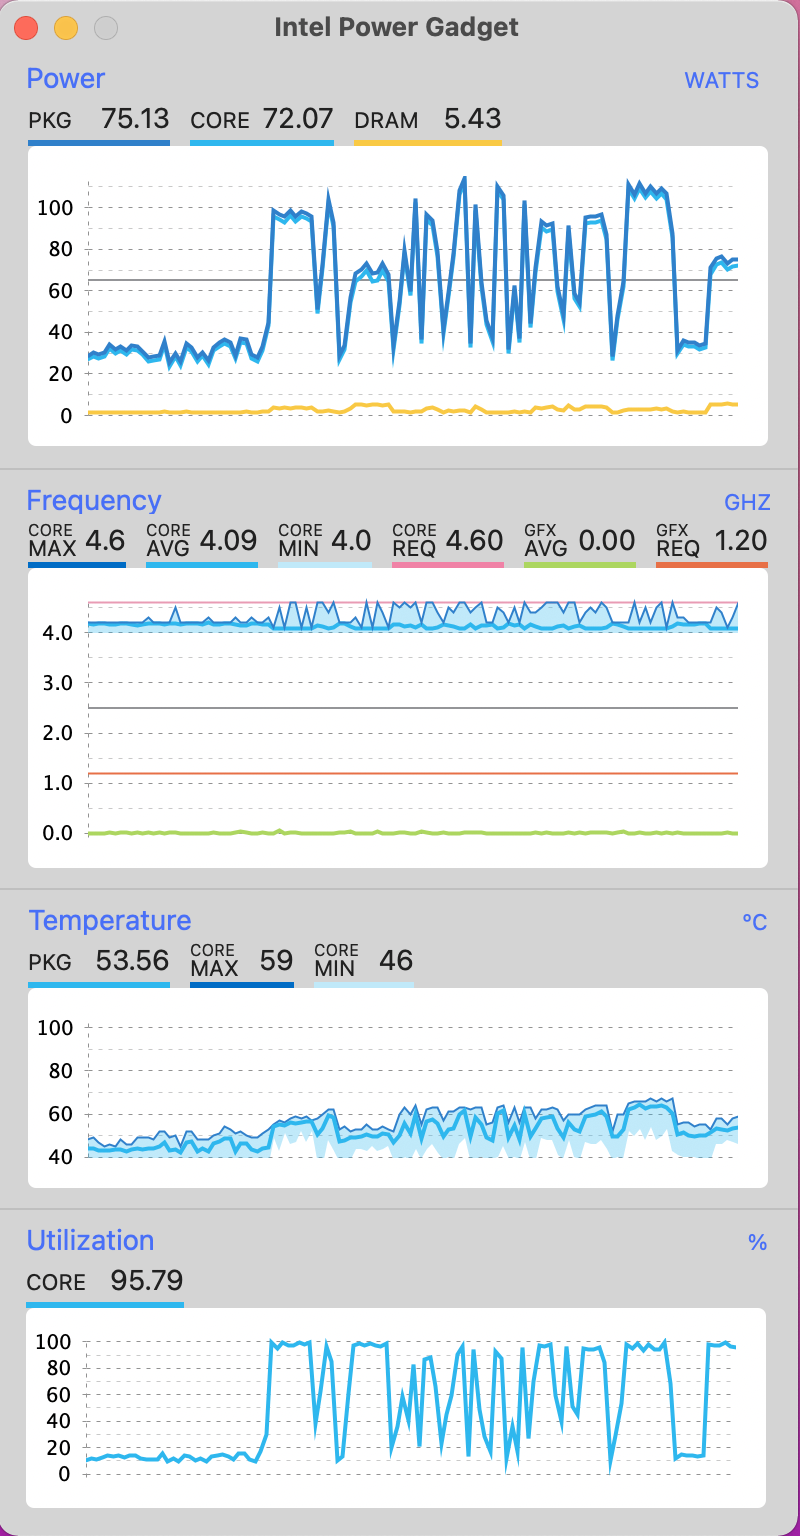 Intel Power Gadget
Power WATTS
PKG 75.13 CORE 72.07 DRAM 5.43
100
80
60
40
20
0
Frequency GHZ
CORE MAX 4.6 CORE AVG 4.09 CORE MIN 4.0 CORE REQ 4.60 GFX AVG 0.00 GFX REQ 1.20
4.0
3.0
2.0
1.0
0.0
Temperature °C
PKG 53.56 CORE MAX 59 CORE MIN 46
100
80
60
40
Utilization %
CORE 95.79
100
80
60
40
20
0